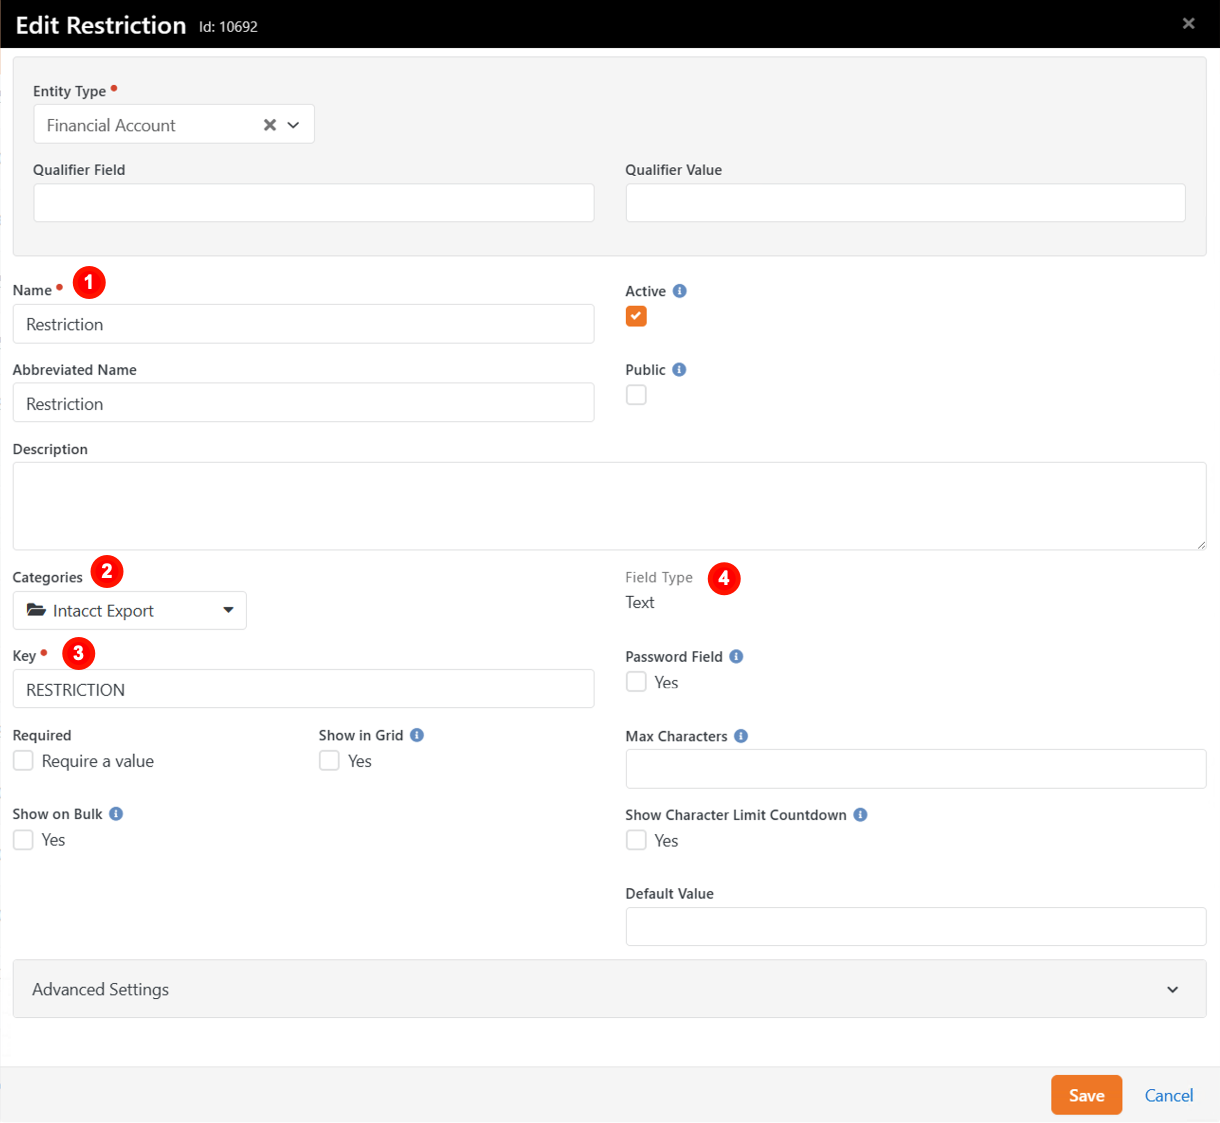 Edit Restriction Id: 10692
Entity Type
Financial Account
Qualifier Field
Qualifier Value
Name 1
Restriction
Active
Abbreviated Name
Restriction
Public
Description
Categories 2
Intacct Export
Field Type 4
Text
Key 3
RESTRICTION
Password Field
Yes
Required
Require a value
Show in Grid
Yes
Max Characters
Show on Bulk
Yes
Show Character Limit Countdown
Yes
Default Value
Advanced Settings
Save Cancel